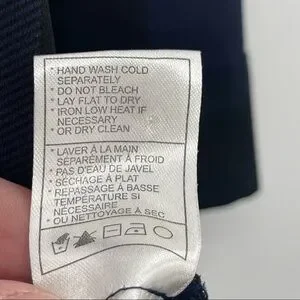 * HAND WASH COLD
SEPARATELY
* DO NOT BLEACH
* LAY FLAT TO DRY
* IRON LOW HEAT IF
NECESSARY
* OR DRY CLEAN
* LAVER À LA MAIN
SÉPARÉMENT À FROID
* PAS D'EAU DE JAVEL
* SÉCHAGE À PLAT
* REPASSAGE À BASSE
TEMPÉRATURE SI
NÉCESSAIRE
* OU NETTOYAGE À SEC